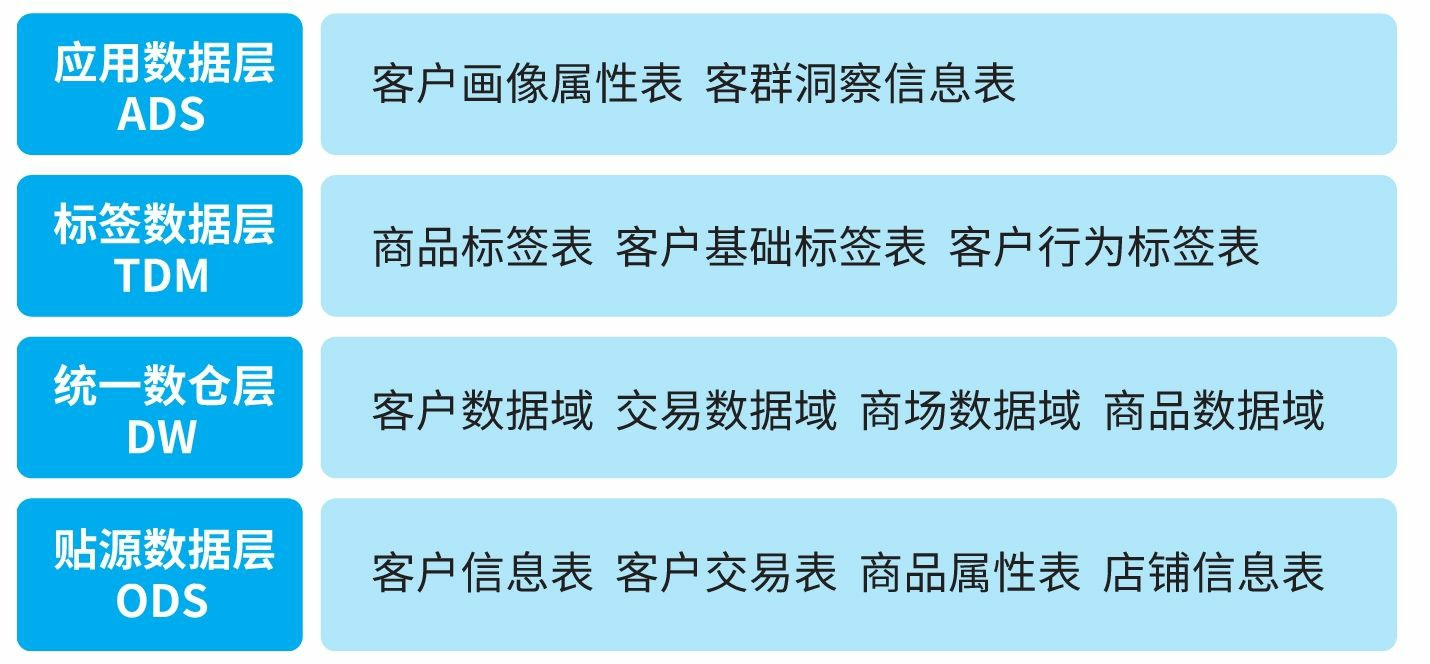 应用数据层
ADS
客户画像属性表 客群洞察信息表
标签数据层
TDM
商品标签表 客户基础标签表 客户行为标签表
统一数仓层
DW
客户数据域 交易数据域 商场数据域 商品数据域
贴源数据层
ODS
客户信息表 客户交易表 商品属性表 店铺信息表